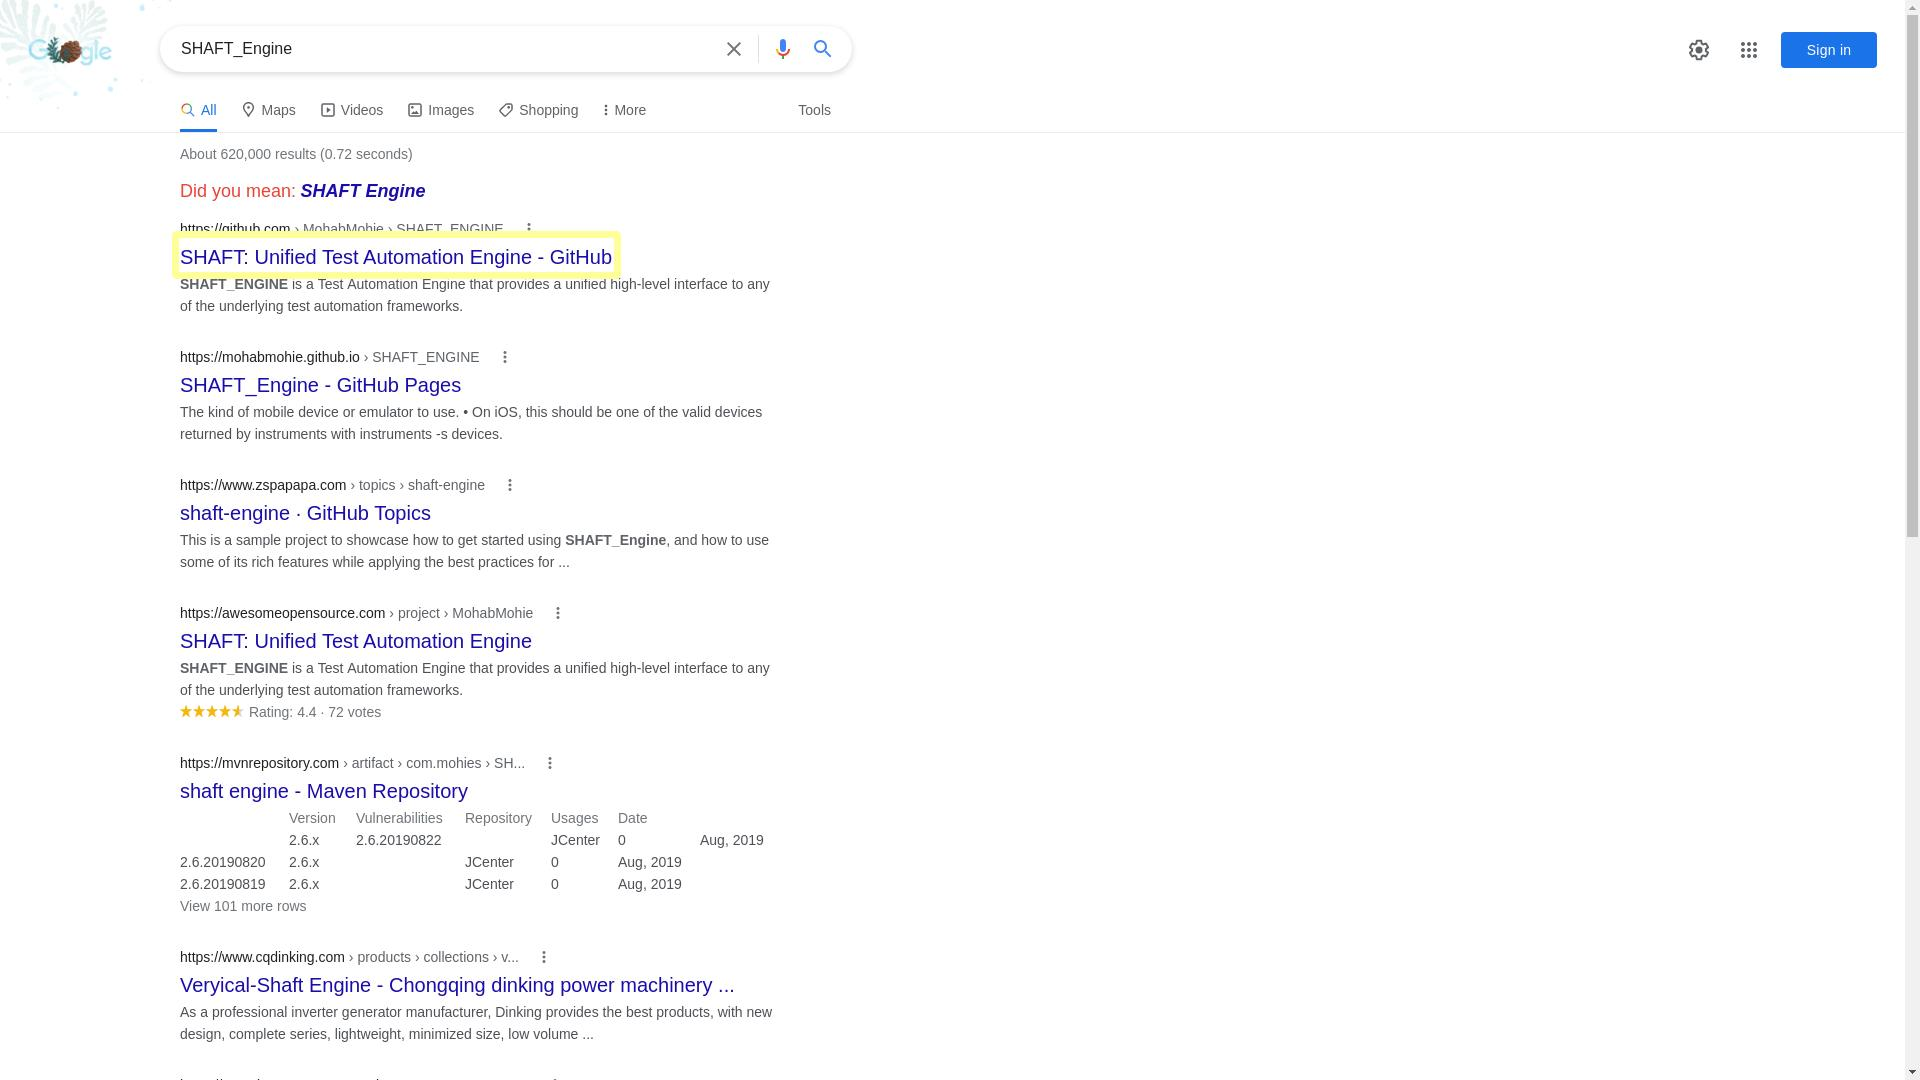 Google
SHAFT_Engine
Sign in
All Maps Videos Images Shopping More Tools
About 620,000 results (0.72 seconds)
Did you mean: SHAFT Engine
https://github.com › MohabMohie › SHAFT_ENGINE
SHAFT: Unified Test Automation Engine - GitHub
SHAFT_ENGINE is a Test Automation Engine that provides a unified high-level interface to any
of the underlying test automation frameworks.
https://mohabmohie.github.io › SHAFT_ENGINE
SHAFT_Engine - GitHub Pages
The kind of mobile device or emulator to use. • On iOS, this should be one of the valid devices
returned by instruments with instruments -s devices.
https://www.zspapapa.com › topics › shaft-engine
shaft-engine · GitHub Topics
This is a sample project to showcase how to get started using SHAFT_Engine, and how to use
some of its rich features while applying the best practices for ...
https://awesomeopensource.com › project › MohabMohie
SHAFT: Unified Test Automation Engine
SHAFT_ENGINE is a Test Automation Engine that provides a unified high-level interface to any
of the underlying test automation frameworks.
Rating: 4.4 · 72 votes
https://mvnrepository.com › artifact › com.mohies › SH...
shaft engine - Maven Repository
Version Vulnerabilities Repository Usages Date
2.6.x 2.6.20190822 JCenter 0 Aug, 2019
2.6.20190820 2.6.x JCenter 0 Aug, 2019
2.6.20190819 2.6.x JCenter 0 Aug, 2019
View 101 more rows
https://www.cqdinking.com › products › collections › v...
Veryical-Shaft Engine - Chongqing dinking power machinery ...
As a professional inverter generator manufacturer, Dinking provides the best products, with new
design, complete series, lightweight, minimized size, low volume ...